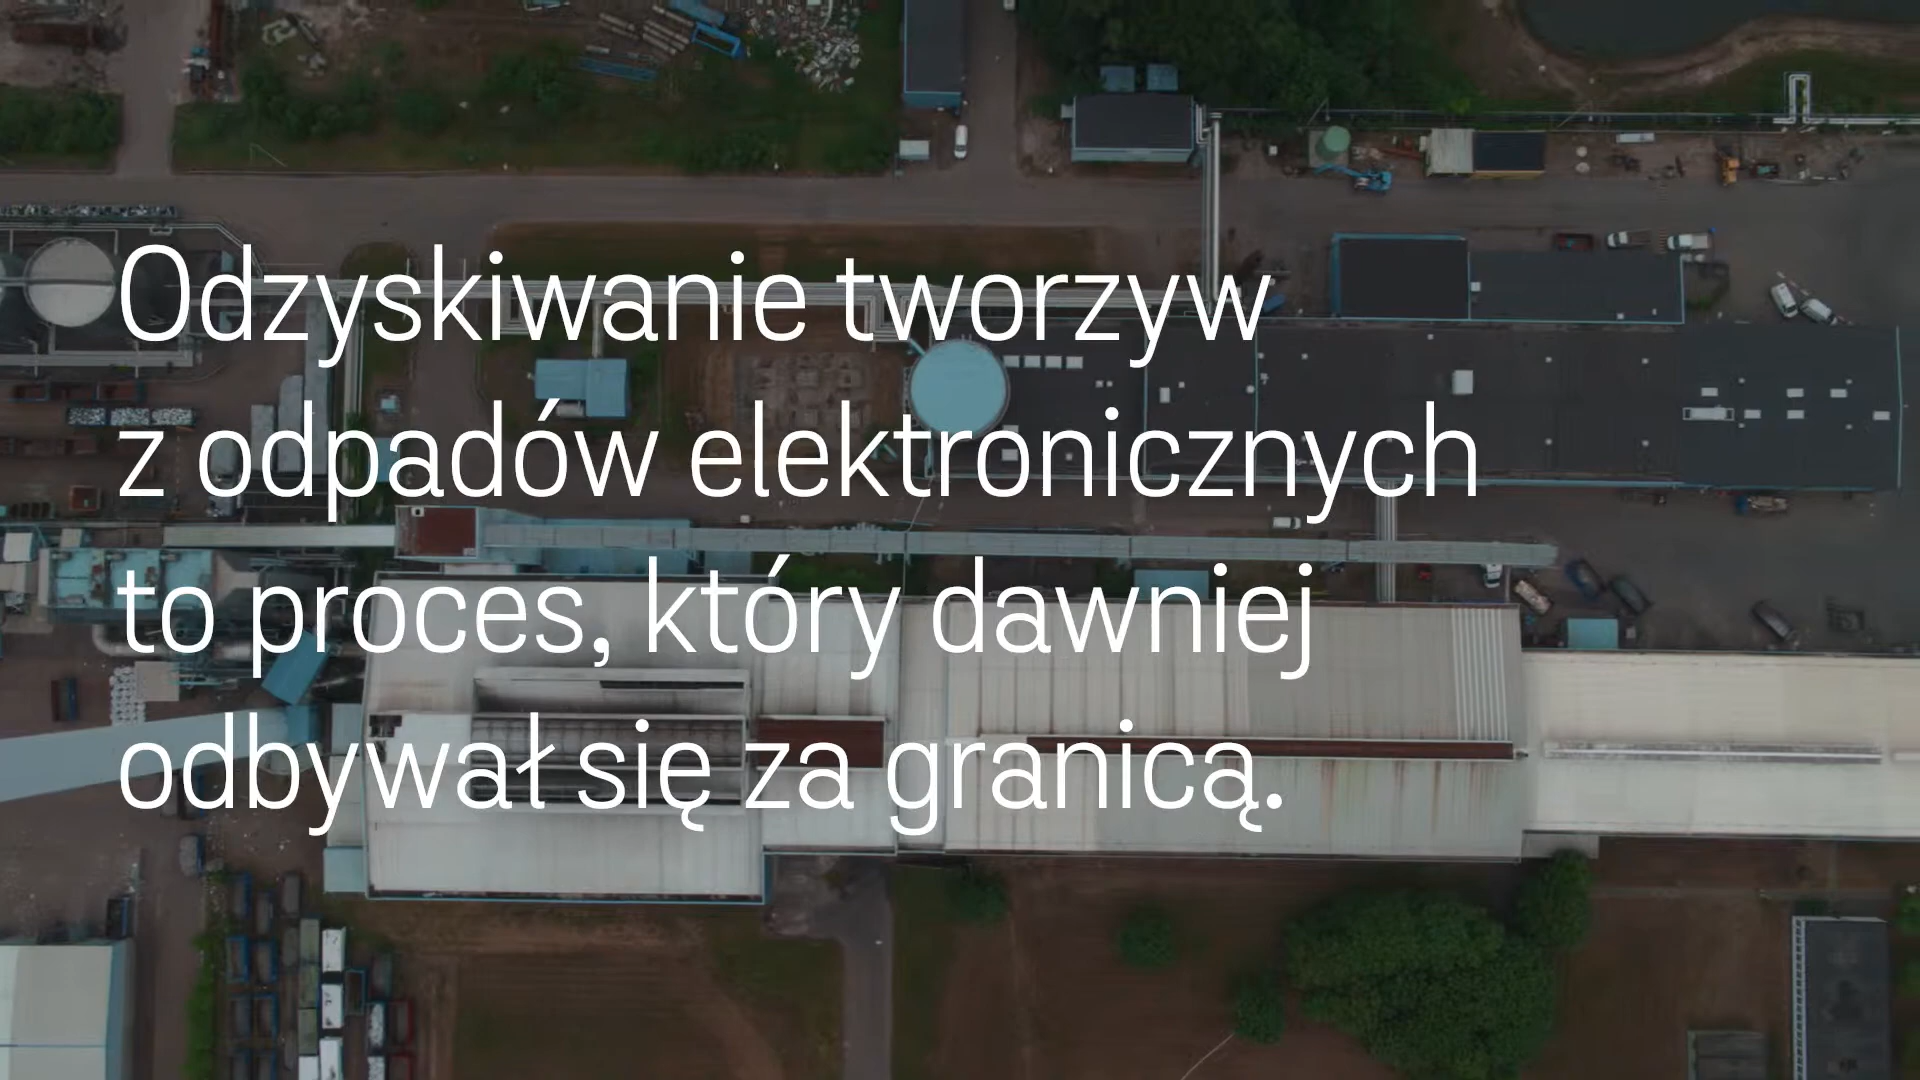 Odzyskiwanie tworzyw
z odpadów elektronicznych
to proces, który dawniej
odbywał się za granicą.